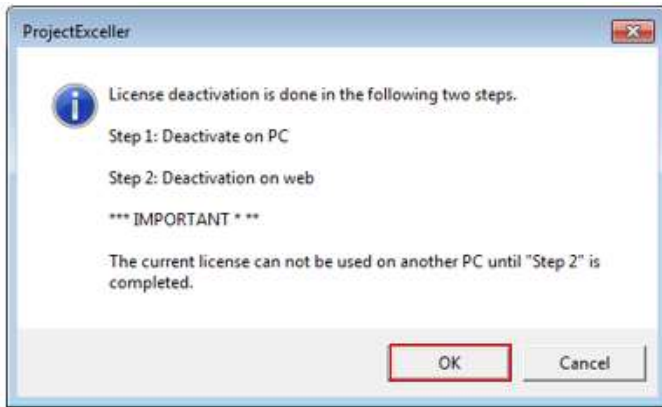 ProjectExceller
License deactivation is done in the following two steps.
Step 1: Deactivate on PC
Step 2: Deactivation on web
*** IMPORTANT * **
The current license can not be used on another PC until "Step 2" is
completed.
OK
Cancel